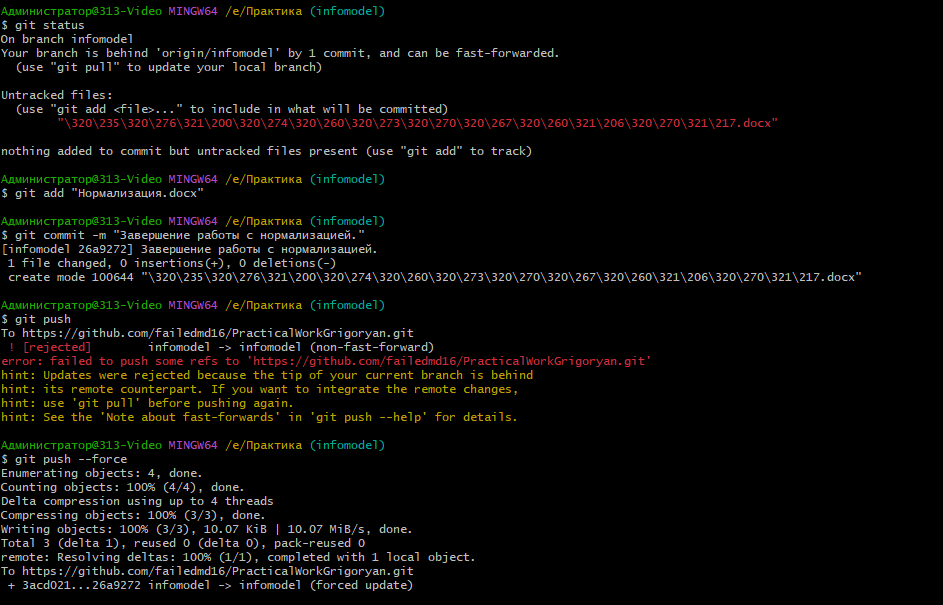 Администратор@313-Video MINGW64 /e/Практика (infomodel)
$ git status
On branch infomodel
Your branch is behind 'origin/infomodel' by 1 commit, and can be fast-forwarded.
  (use "git pull" to update your local branch)

Untracked files:
  (use "git add <file>..." to include in what will be committed)
        "\320\235\320\276\321\200\320\274\320\260\320\273\320\270\320\267\320\260\321\206\320\270\321\217.docx"

nothing added to commit but untracked files present (use "git add" to track)

Администратор@313-Video MINGW64 /e/Практика (infomodel)
$ git add "Нормализация.docx"

Администратор@313-Video MINGW64 /e/Практика (infomodel)
$ git commit -m "Завершение работы с нормализацией."
[infomodel 26a9272] Завершение работы с нормализацией.
 1 file changed, 0 insertions(+), 0 deletions(-)
 create mode 100644 "\320\235\320\276\321\200\320\274\320\260\320\273\320\270\320\267\320\260\321\206\320\270\321\217.docx"

Администратор@313-Video MINGW64 /e/Практика (infomodel)
$ git push
To https://github.com/failedmd16/PracticalWorkGrigoryan.git
 ! [rejected]        infomodel -> infomodel (non-fast-forward)
error: failed to push some refs to 'https://github.com/failedmd16/PracticalWorkGrigoryan.git'
hint: Updates were rejected because the tip of your current branch is behind
hint: its remote counterpart. If you want to integrate the remote changes,
hint: use 'git pull' before pushing again.
hint: See the 'Note about fast-forwards' in 'git push --help' for details.

Администратор@313-Video MINGW64 /e/Практика (infomodel)
$ git push --force
Enumerating objects: 4, done.
Counting objects: 100% (4/4), done.
Delta compression using up to 4 threads
Compressing objects: 100% (3/3), done.
Writing objects: 100% (3/3), 10.07 KiB | 10.07 MiB/s, done.
Total 3 (delta 1), reused 0 (delta 0), pack-reused 0
remote: Resolving deltas: 100% (1/1), completed with 1 local object.
To https://github.com/failedmd16/PracticalWorkGrigoryan.git
 + 3acd021...26a9272 infomodel -> infomodel (forced update)